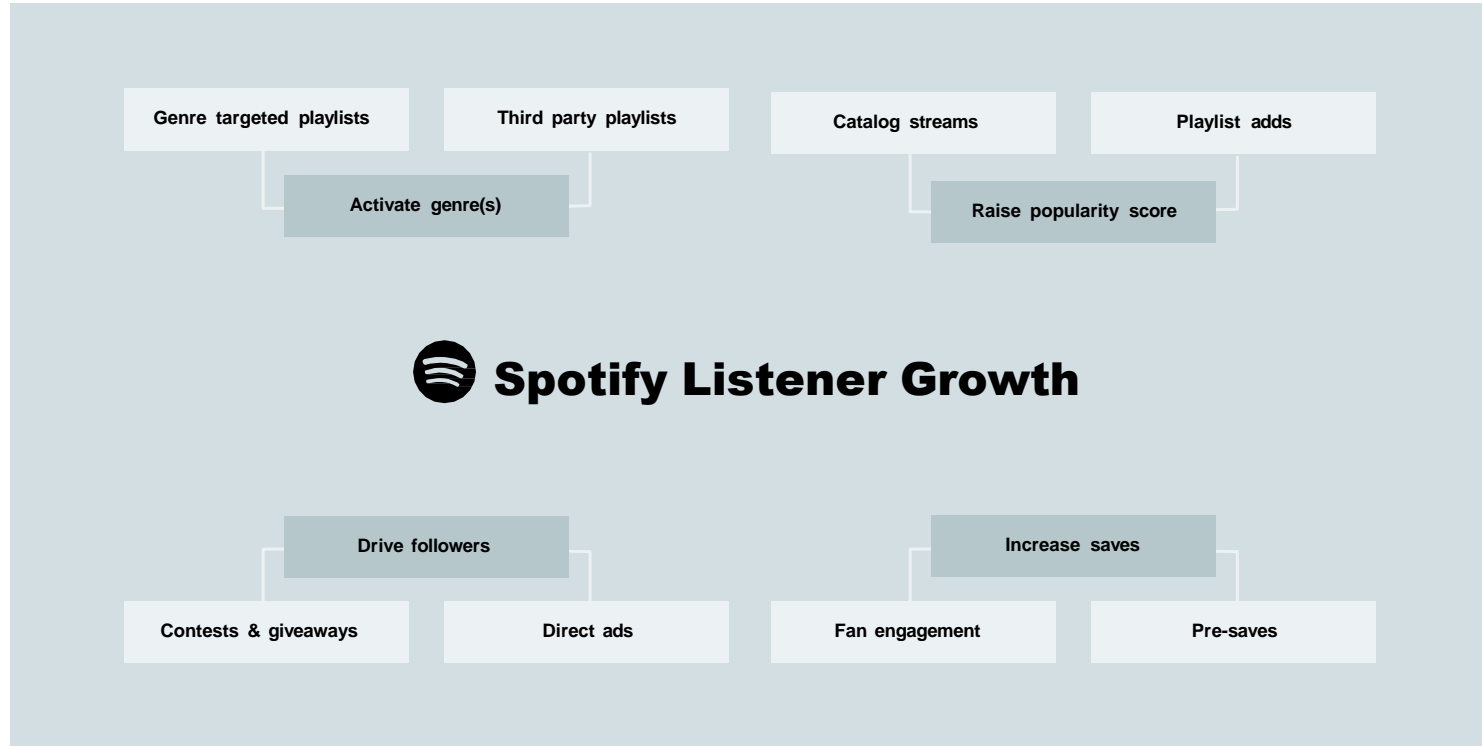 Genre targeted playlists
Third party playlists
Catalog streams
Playlist adds
Activate genre(s)
Raise popularity score
Spotify Listener Growth
Drive followers
Increase saves
Contests & giveaways
Direct ads
Fan engagement
Pre-saves